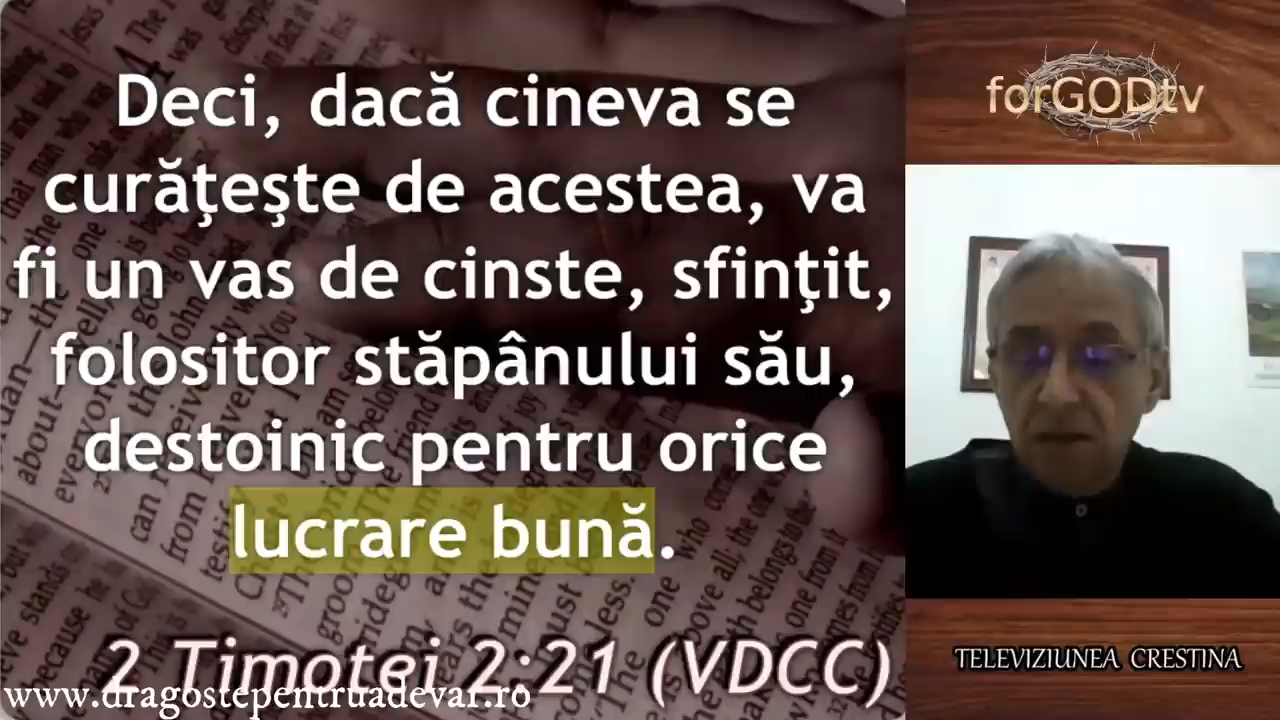 Deci, dacă cineva se
curăţeşte de acestea, va
fi un vas de cinste, sfinţit,
folositor stăpânului său,
destoinic pentru orice
lucrare bună.
2 Timotei 2:21 (VDCC)
www.dragostepentruadevar.ro
forGODtv
TELEVIZIUNEA CRESTINA